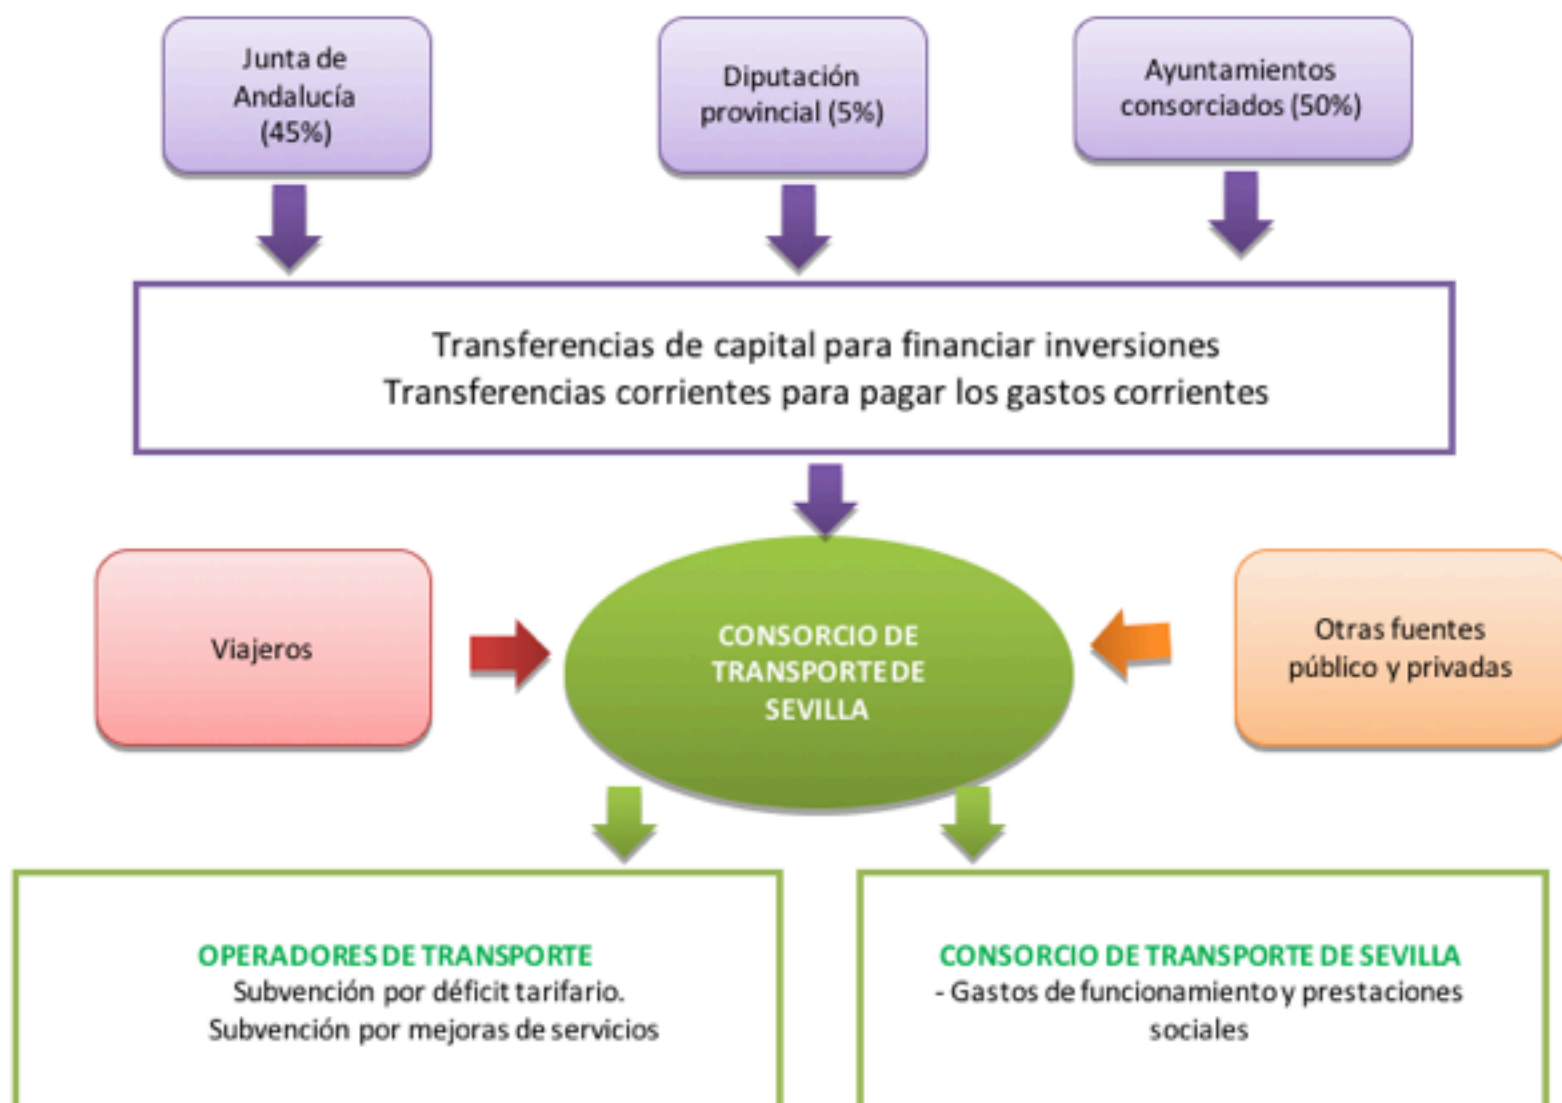 Junta de
Andalucía
(45%)
Diputación
provincial (5%)
Ayuntamientos
consorciados (50%)
Transferencias de capital para financiar inversiones
Transferencias corrientes para pagar los gastos corrientes
Viajeros
CONSORCIO DE
TRANSPORTE DE
SEVILLA
Otras fuentes
público y privadas
OPERADORES DE TRANSPORTE
Subvención por déficit tarifario.
Subvención por mejoras de servicios
CONSORCIO DE TRANSPORTE DE SEVILLA
- Gastos de funcionamiento y prestaciones
sociales